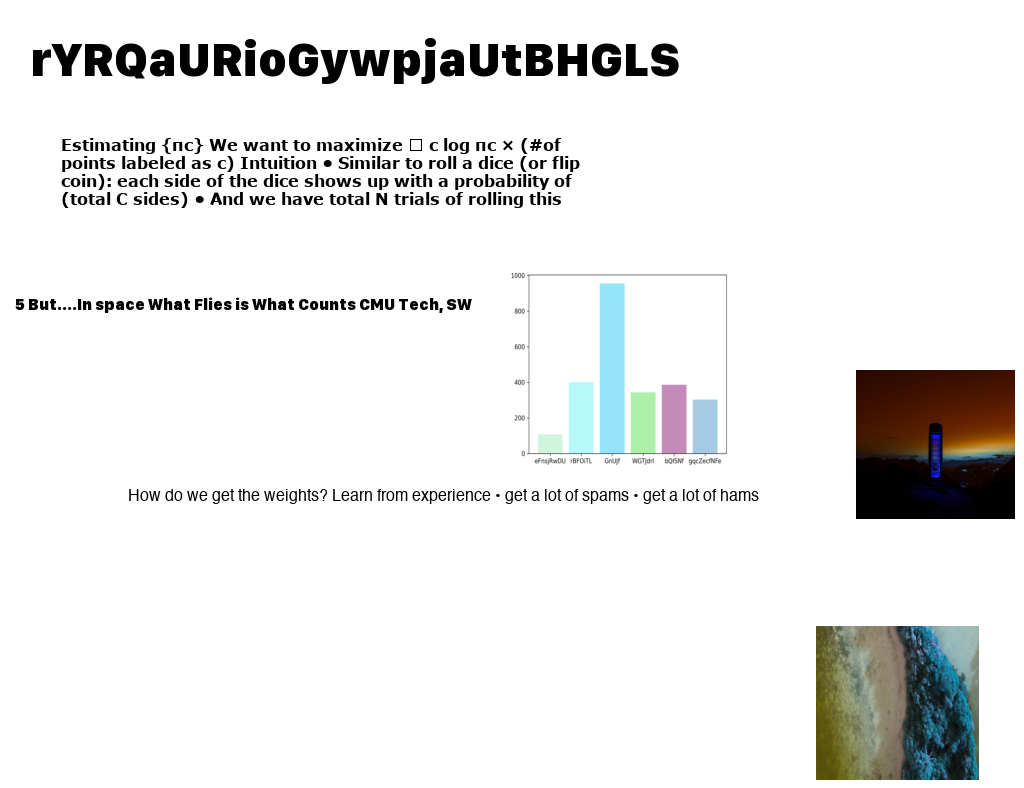 rYRQaURioGywpjaUtBHGLS
Estimating {πc} We want to maximize □ c log πc × (#of
points labeled as c) Intuition • Similar to roll a dice (or flip
coin): each side of the dice shows up with a probability of
(total C sides) • And we have total N trials of rolling this
5 But....In space What Flies is What Counts CMU Tech, SW
1000
800
600
400
200
0
eFnsjRwDU rBFOiTL GnUJf WGTJdrl bQISNf gqcZecfNFe
How do we get the weights? Learn from experience • get a lot of spams • get a lot of hams